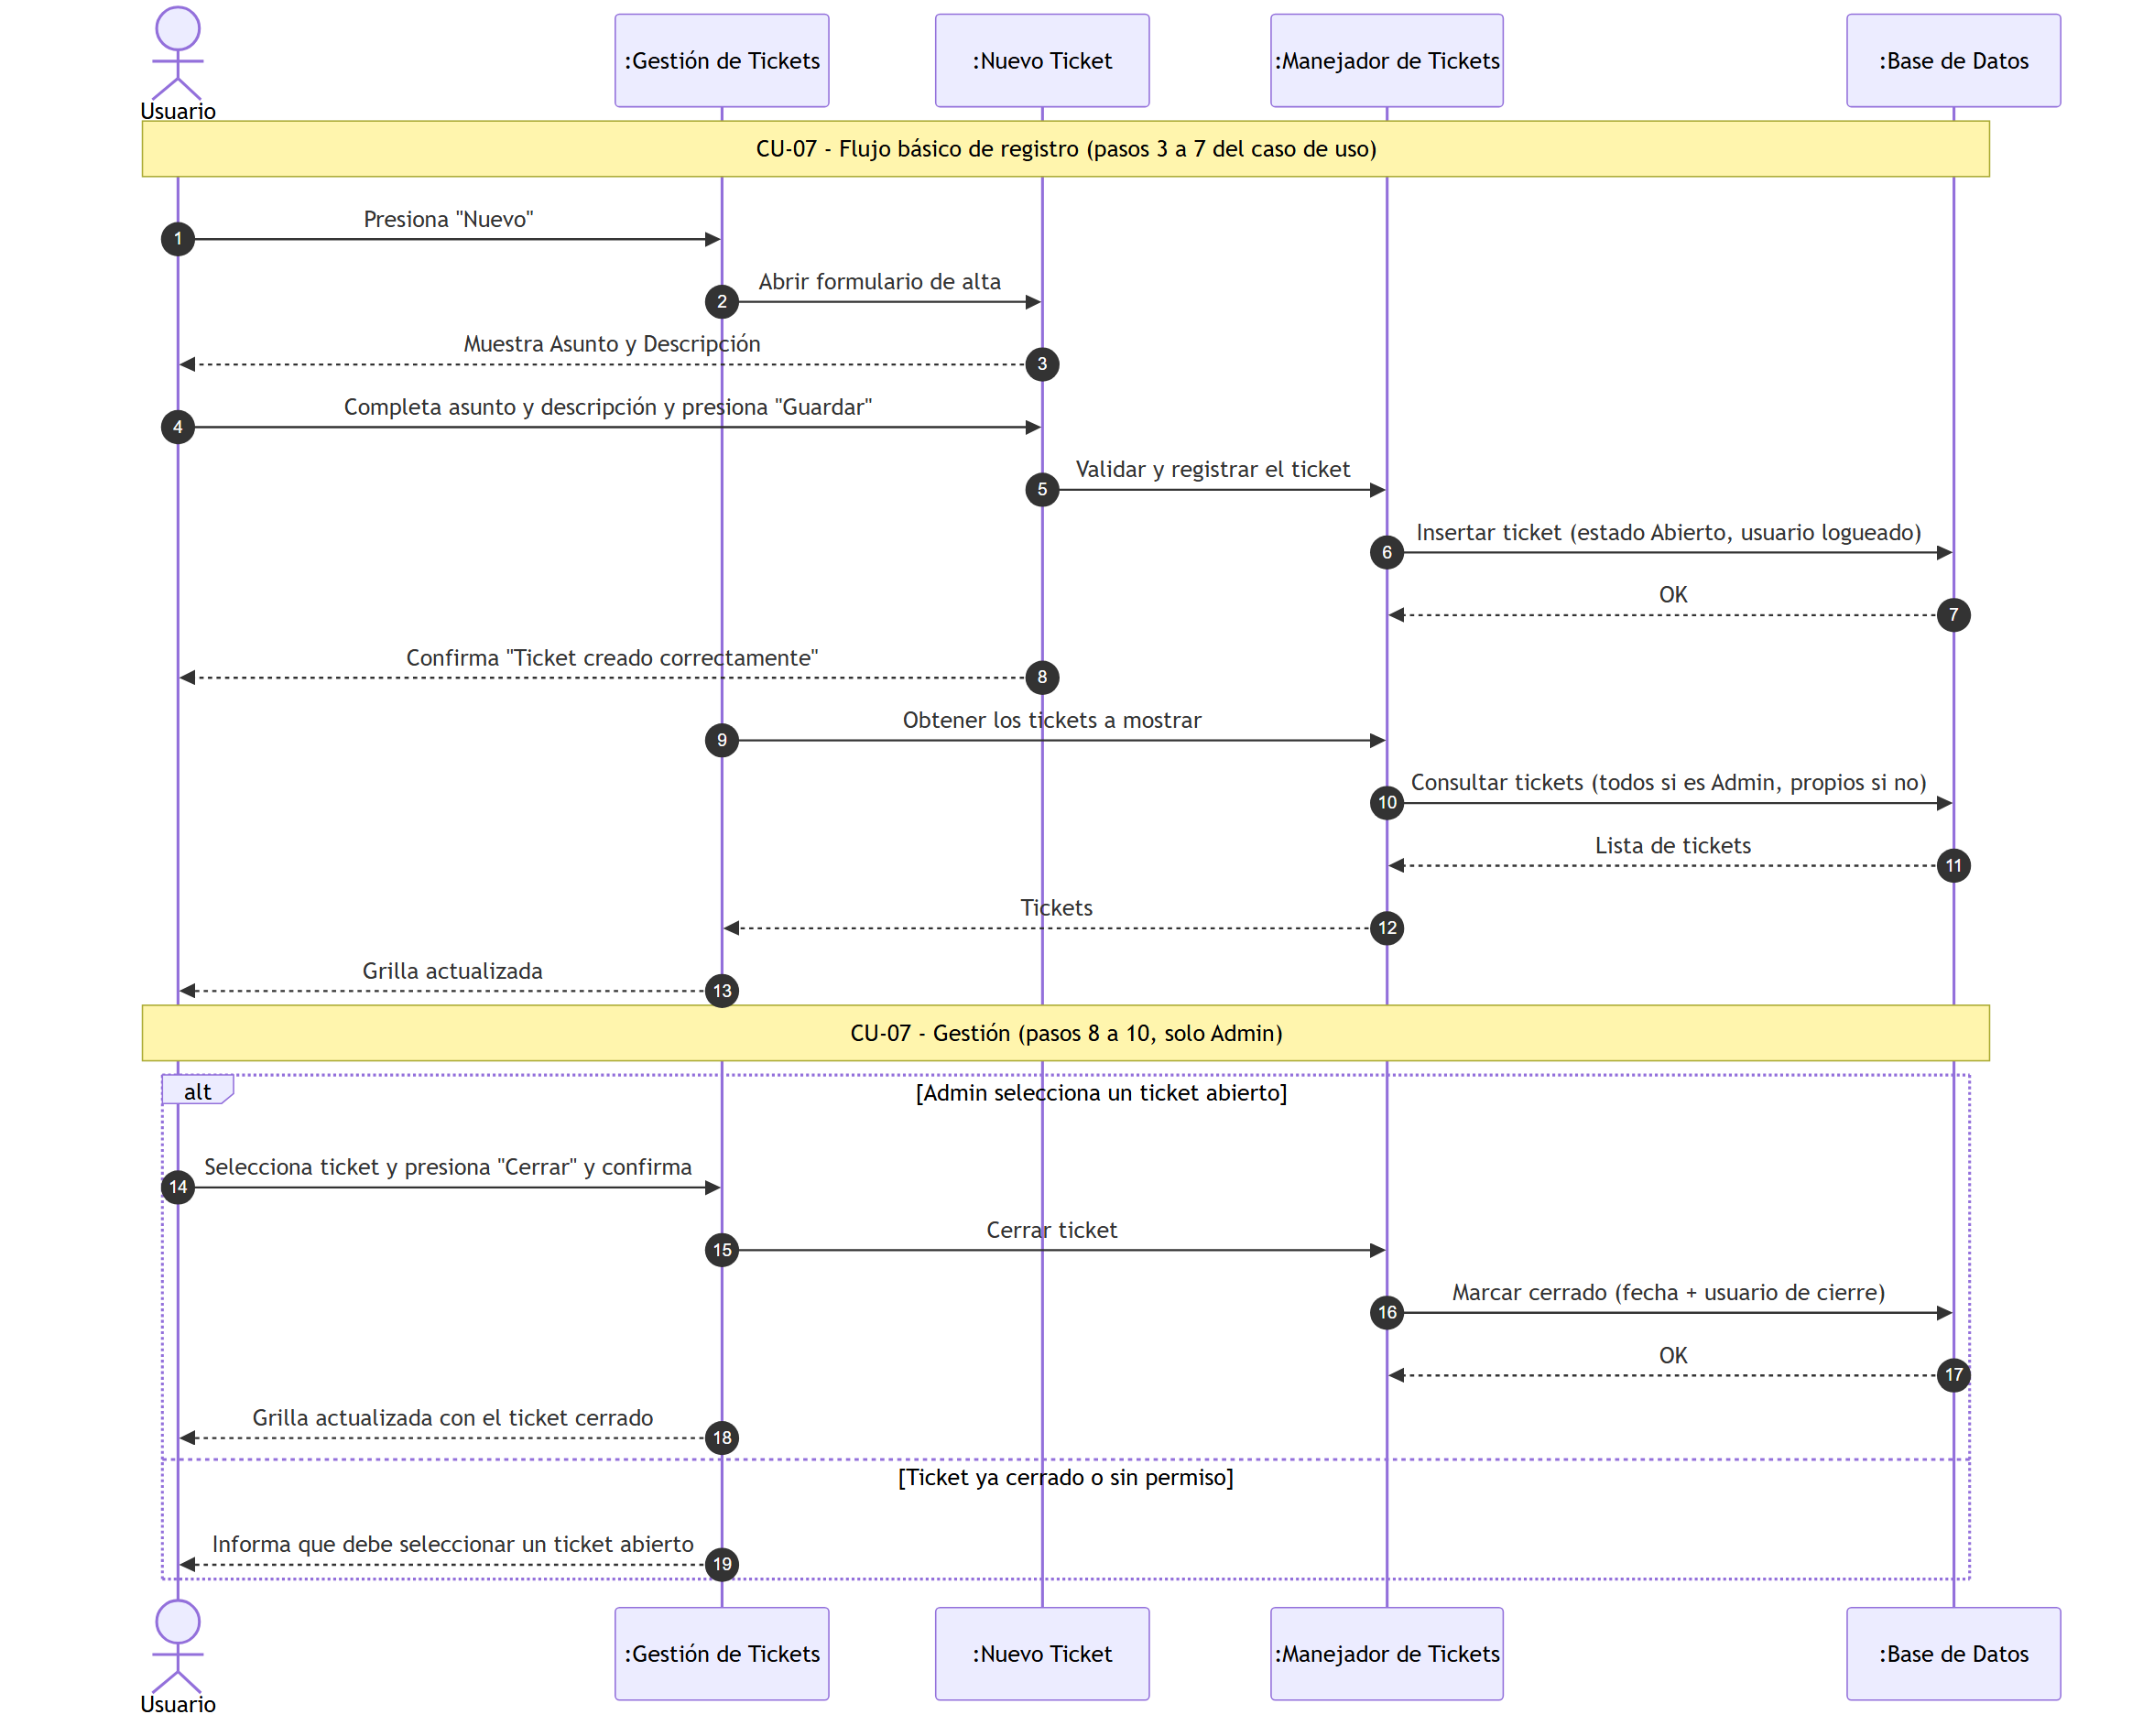 :Gestión de Tickets
:Nuevo Ticket
:Manejador de Tickets
:Base de Datos
Usuario
CU-07 - Flujo básico de registro (pasos 3 a 7 del caso de uso)
Presiona "Nuevo"
1
Abrir formulario de alta
2
Muestra Asunto y Descripción
3
Completa asunto y descripción y presiona "Guardar"
4
Validar y registrar el ticket
5
Insertar ticket (estado Abierto, usuario logueado)
6
OK
7
Confirma "Ticket creado correctamente"
8
Obtener los tickets a mostrar
9
Consultar tickets (todos si es Admin, propios si no)
10
Lista de tickets
11
Tickets
12
Grilla actualizada
13
CU-07 - Gestión (pasos 8 a 10, solo Admin)
alt
[Admin selecciona un ticket abierto]
Selecciona ticket y presiona "Cerrar" y confirma
14
Cerrar ticket
15
Marcar cerrado (fecha + usuario de cierre)
16
OK
17
Grilla actualizada con el ticket cerrado
18
[Ticket ya cerrado o sin permiso]
Informa que debe seleccionar un ticket abierto
19
:Gestión de Tickets
:Nuevo Ticket
:Manejador de Tickets
:Base de Datos
Usuario